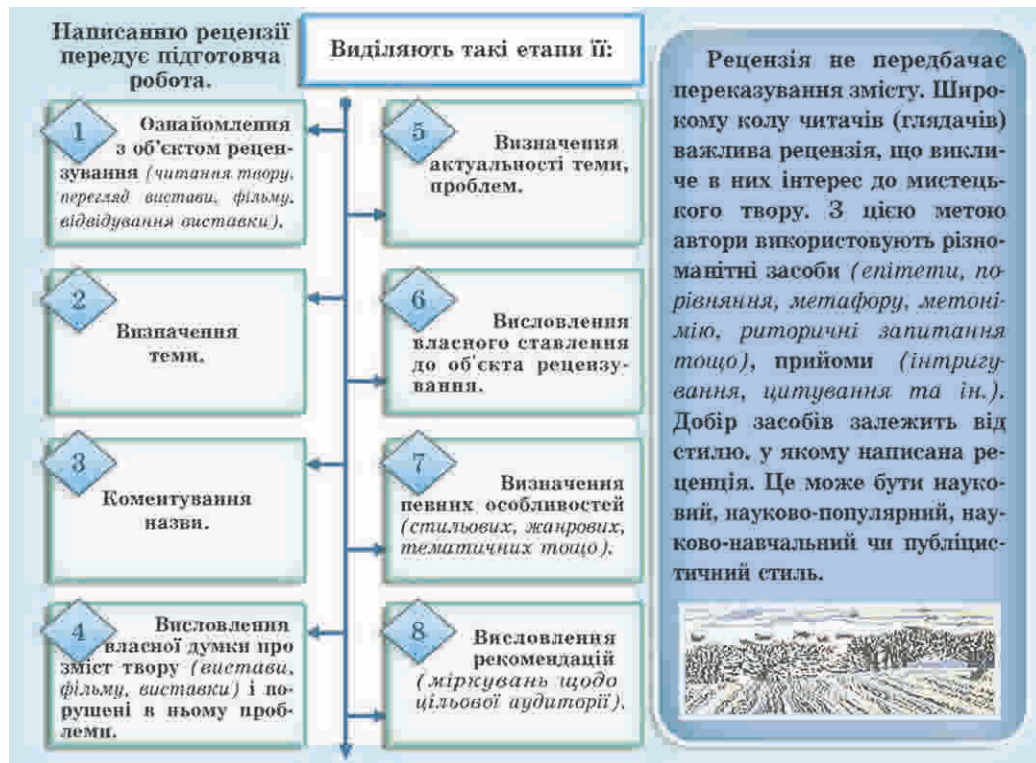 Написанню рецензії
передує підготовча
робота.
Виділяють такі етапи її:
1
Ознайомлення
з об'єктом рецен-
зування (читання твору,
перегляд вистави, фільму,
відвідування виставки).
2
Визначення
теми.
3
Коментування
назви.
4
Висловлення
власної думки про
зміст твору (вистави,
фільму, виставки) і по-
рушені в ньому проб-
леми.
5
Визначення
актуальності теми,
проблем.
6
Висловлення
власного ставлення
до об'єкта рецензу-
вання.
7
Визначення
певних особливостей
(стильових, жанрових,
тематичних тощо).
8
Висловлення
рекомендацій
(міркувань щодо
цільової аудиторії).
Рецензія не передбачає
переказування змісту. Широ-
кому колу читачів (глядачів)
важлива рецензія, що викли-
че в них інтерес до мистець-
кого твору. З цією метою
автори використовують різно-
манітні засоби (епітети, по-
рівняння, метафору, метоні-
мію, риторичні запитання
тощо), прийоми (інтригу-
вання, цитування та ін.).
Добір засобів залежить від
стилю, у якому написана ре-
цензія. Це може бути науко-
вий, науково-популярний, нау-
ково-навчальний чи публіцис-
тичний стиль.